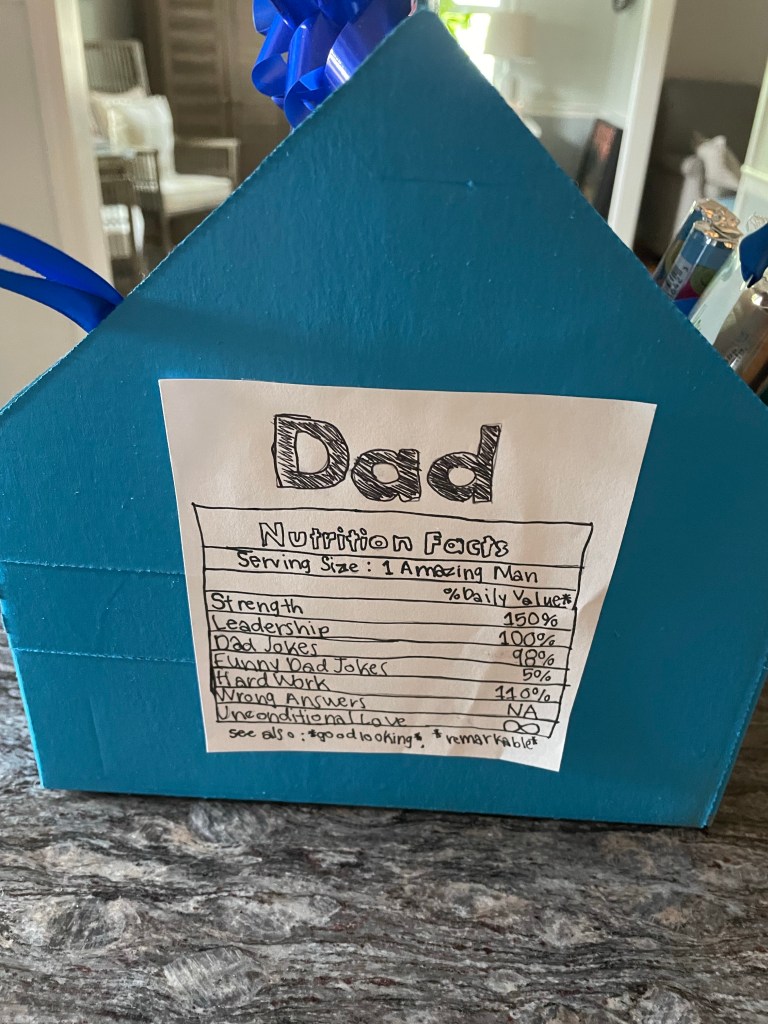 Dad
Nutrition Facts
Serving Size: 1 Amazing Man
%Daily Value*
Strength 150%
Leadership 100%
Dad Jokes 98%
Funny Dad Jokes 5%
Hard Work 110%
Wrong Answers NA
Unconditional Love ∞
see also: *good looking*, *remarkable*